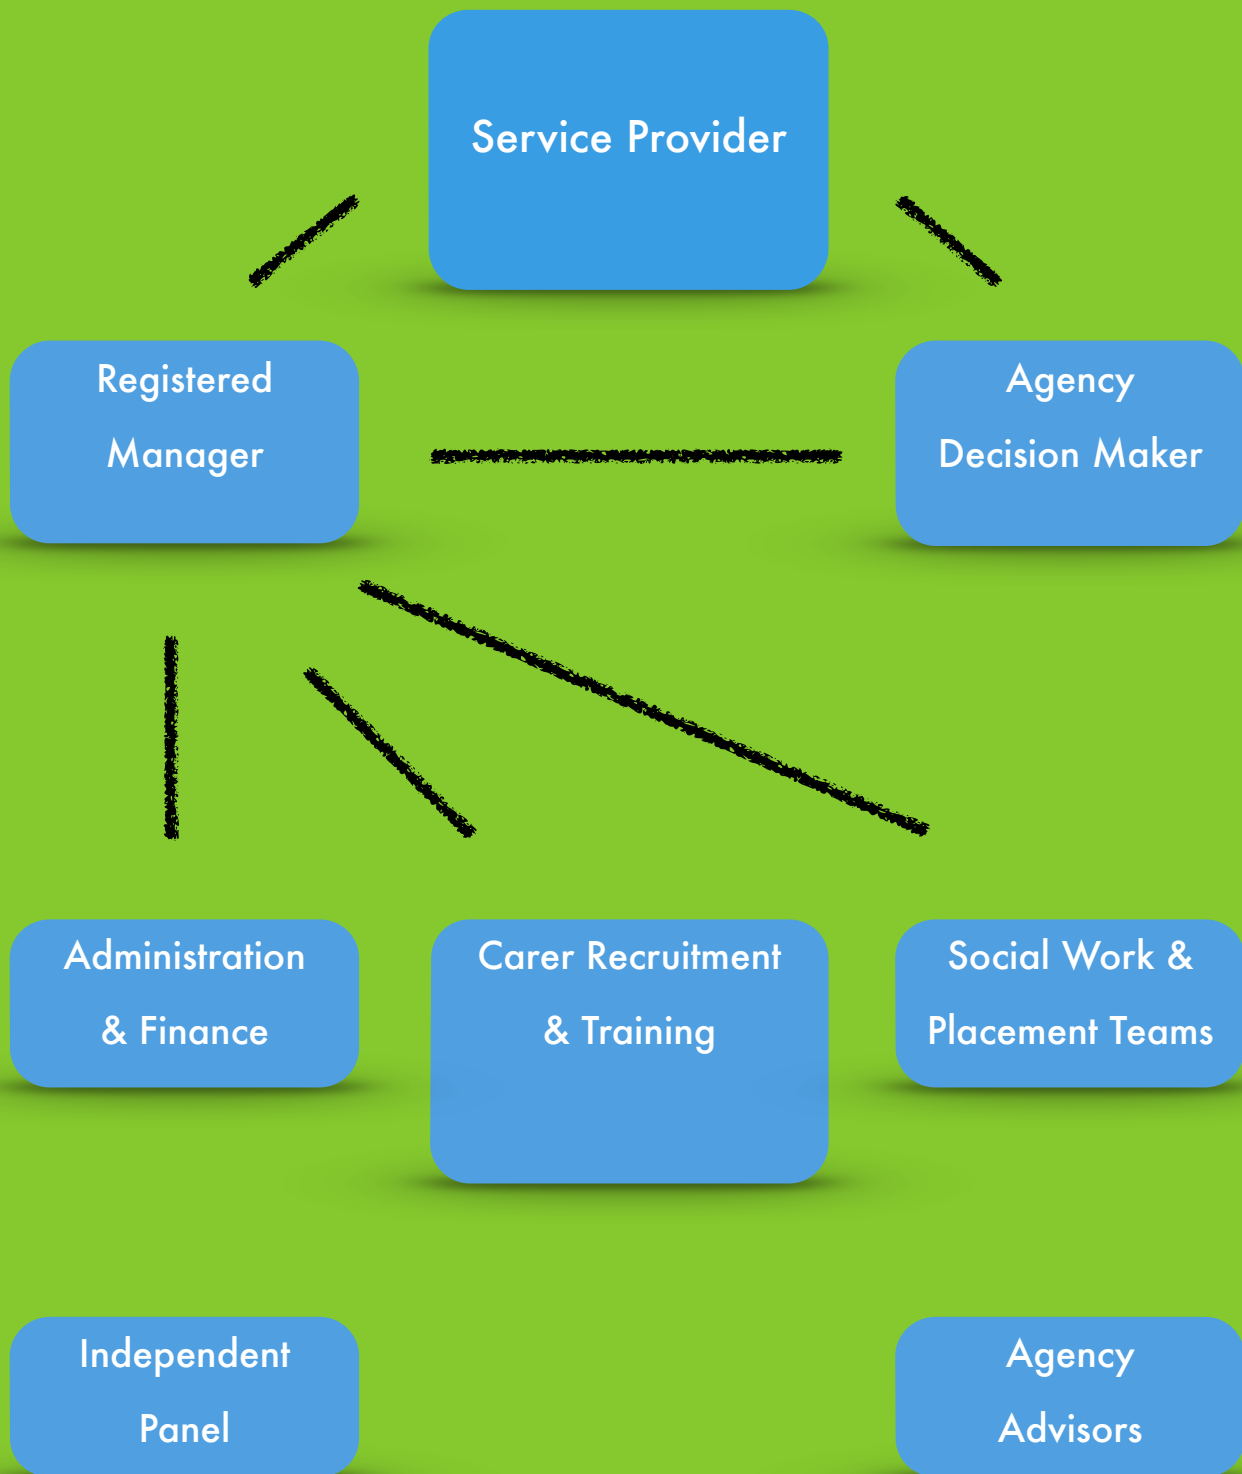 Service Provider
Registered
Manager
Agency
Decision Maker
Administration
& Finance
Carer Recruitment
& Training
Social Work &
Placement Teams
Independent
Panel
Agency
Advisors